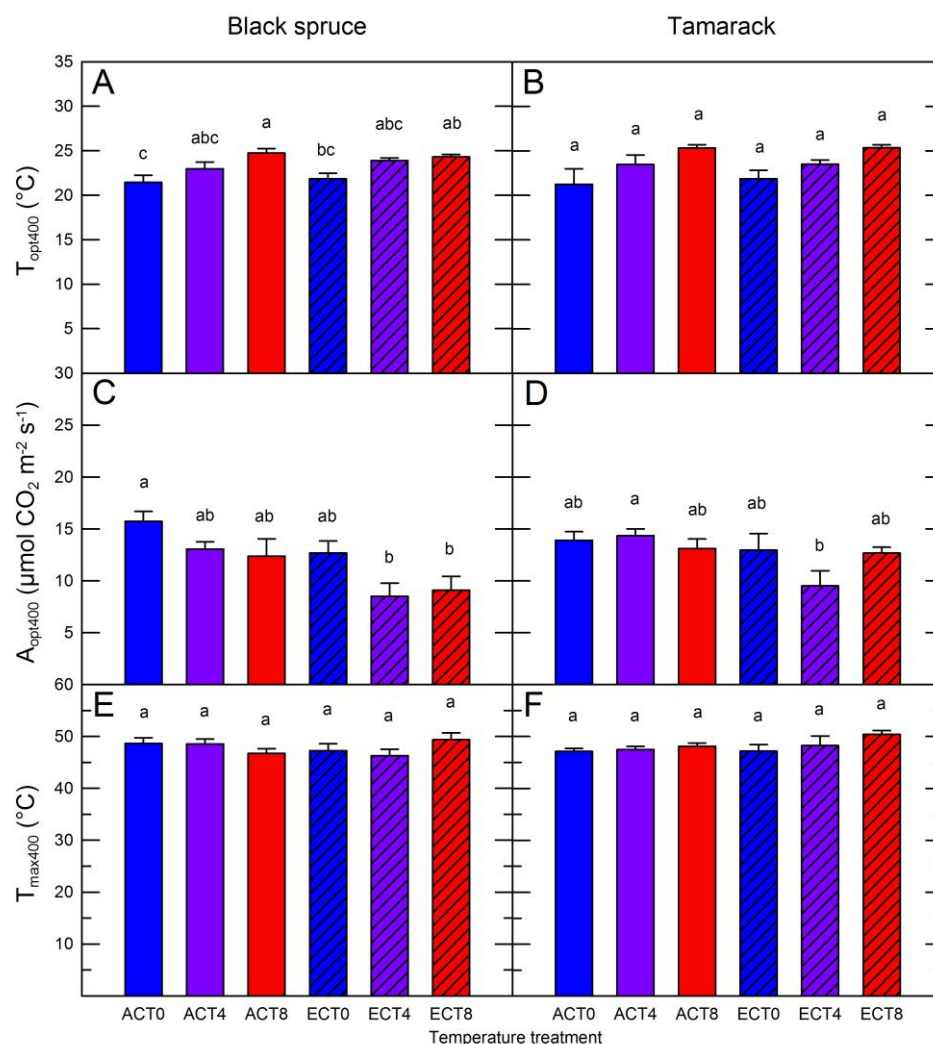 Black spruce Tamarack
A B
35
30
25
20
15
10
5
T_opt400 (°C)
c abc a bc abc ab
a a a a a a
C D
30
25
20
15
10
5
A_opt400 (µmol CO₂ m⁻² s⁻¹)
a ab ab ab b b
ab a ab ab b ab
E F
60
50
40
30
20
10
T_max400 (°C)
a a a a a a
a a a a a a
ACT0 ACT4 ACT8 ECT0 ECT4 ECT8 ACT0 ACT4 ACT8 ECT0 ECT4 ECT8
Temperature treatment